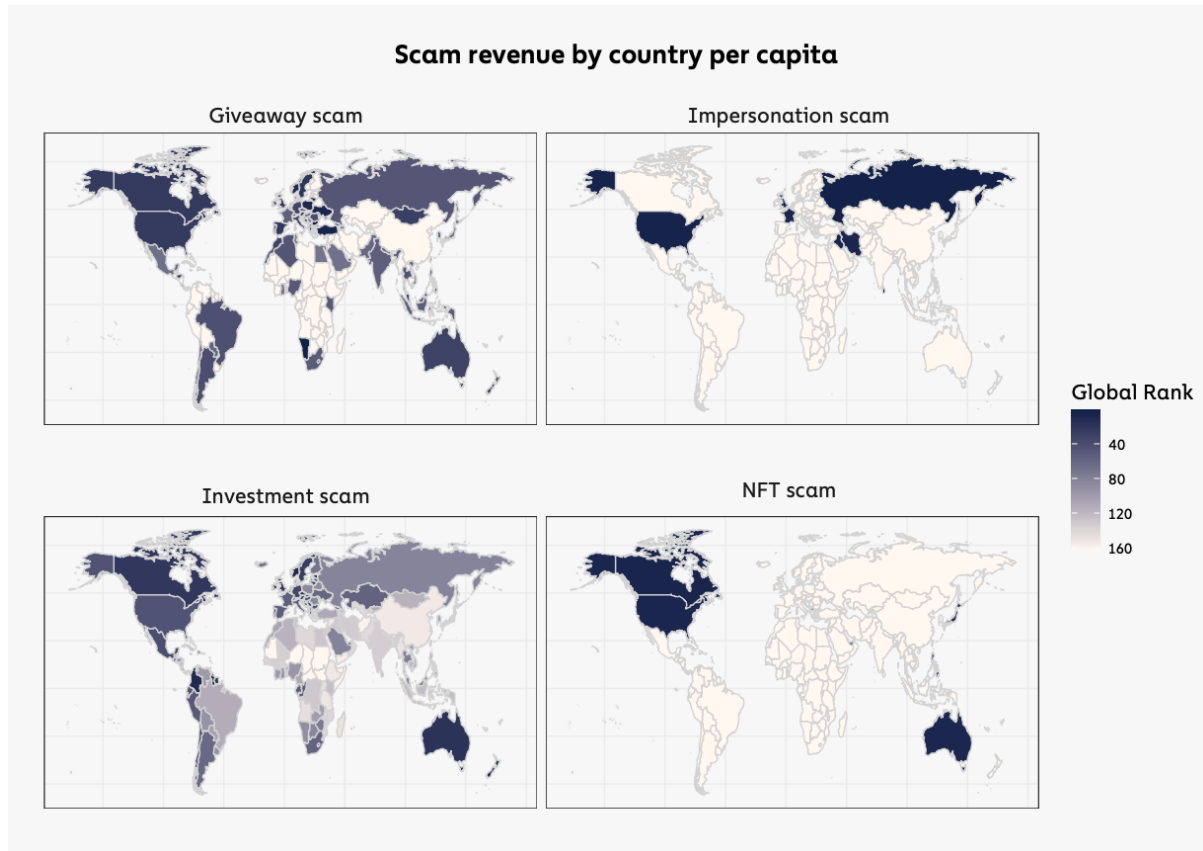 Scam revenue by country per capita
Giveaway scam
Impersonation scam
Global Rank
40
80
120
160
Investment scam
NFT scam